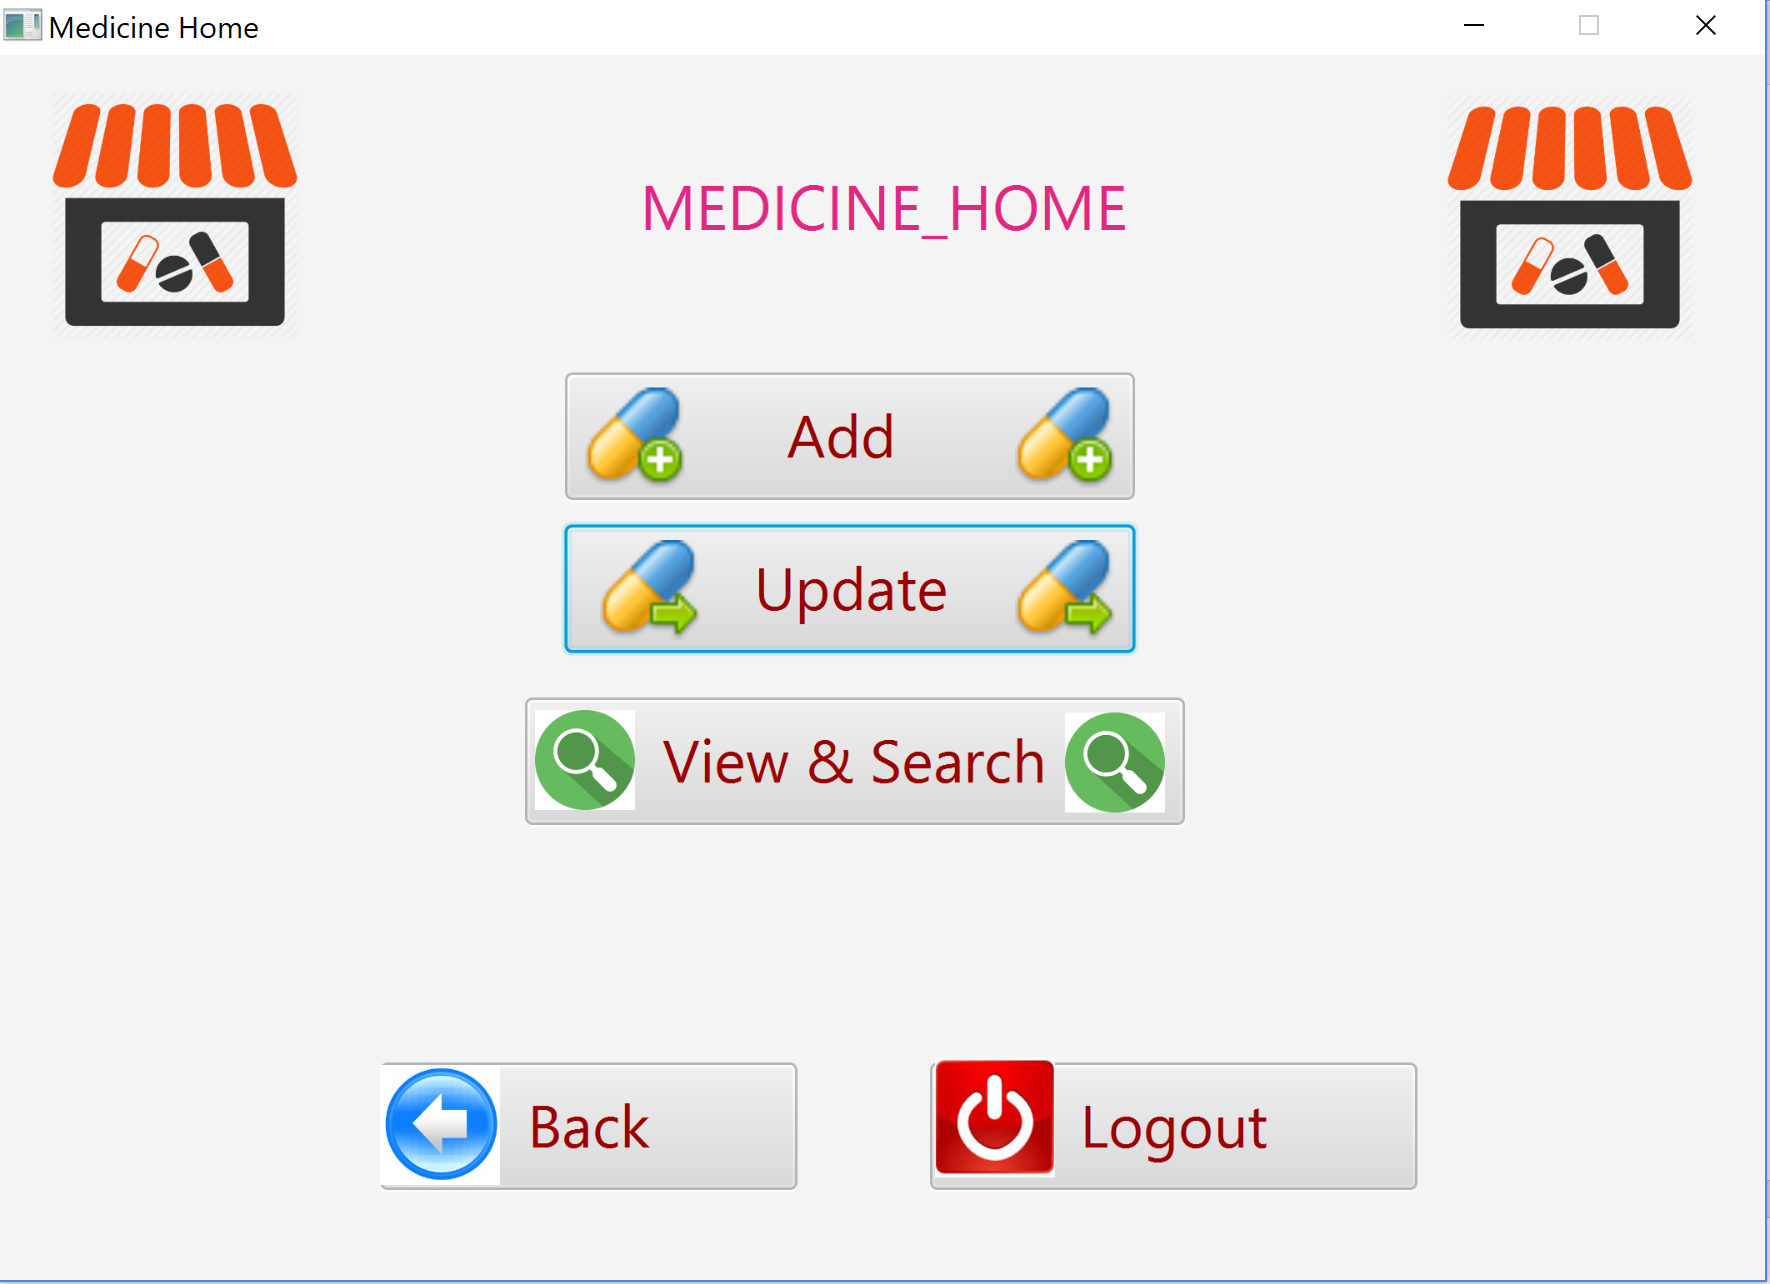 Medicine Home
MEDICINE_HOME
Add
Update
View & Search
Back
Logout